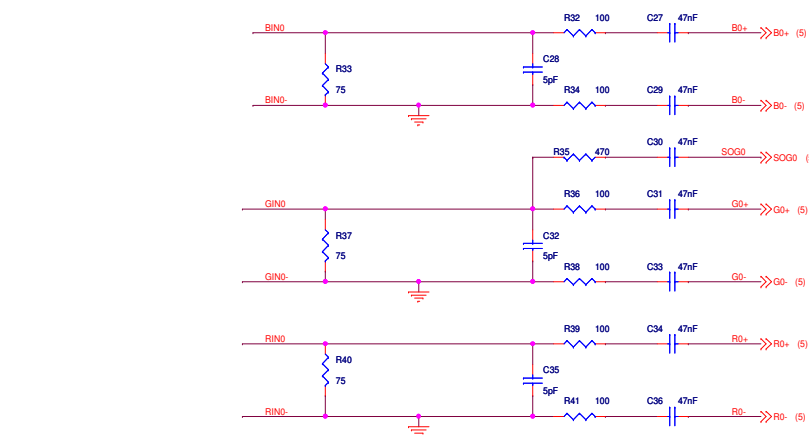 BIN0 R32 100 C27 47nF B0+ B0+ (5)
R33 75 C28 5pF
BIN0- R34 100 C29 47nF B0- B0- (5)
R35 470 C30 47nF SOG0 SOG0 (
GIN0 R36 100 C31 47nF G0+ G0+ (5)
R37 75 C32 5pF
GIN0- R38 100 C33 47nF G0- G0- (5)
RIN0 R39 100 C34 47nF R0+ R0+ (5)
R40 75 C35 5pF
RIN0- R41 100 C36 47nF R0- R0- (5)